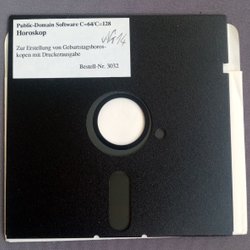 Public-Domain Software C=64/C=128
Horoskop
Zur Erstellung von Geburtstagshoros-
kopen mit Druckerausgabe
Bestell-Nr. 3032